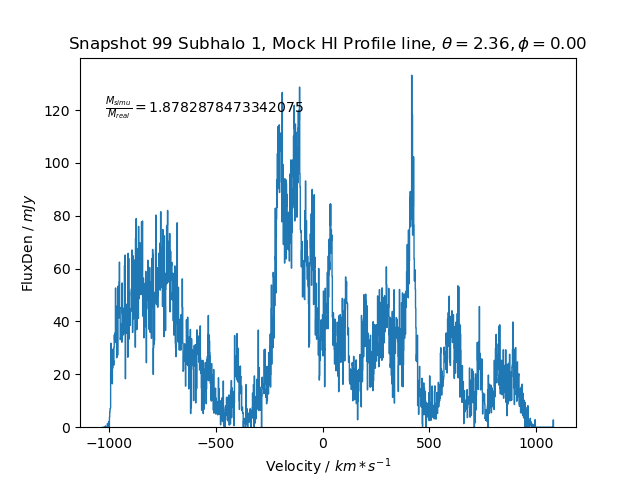 Snapshot 99 Subhalo 1, Mock HI Profile line, θ = 2.36, ϕ = 0.00
M_simu/M_real = 1.8782878473342075
FluxDen / mJy
120
100
80
60
40
20
0
−1000 −500 0 500 1000
Velocity / km * s⁻¹